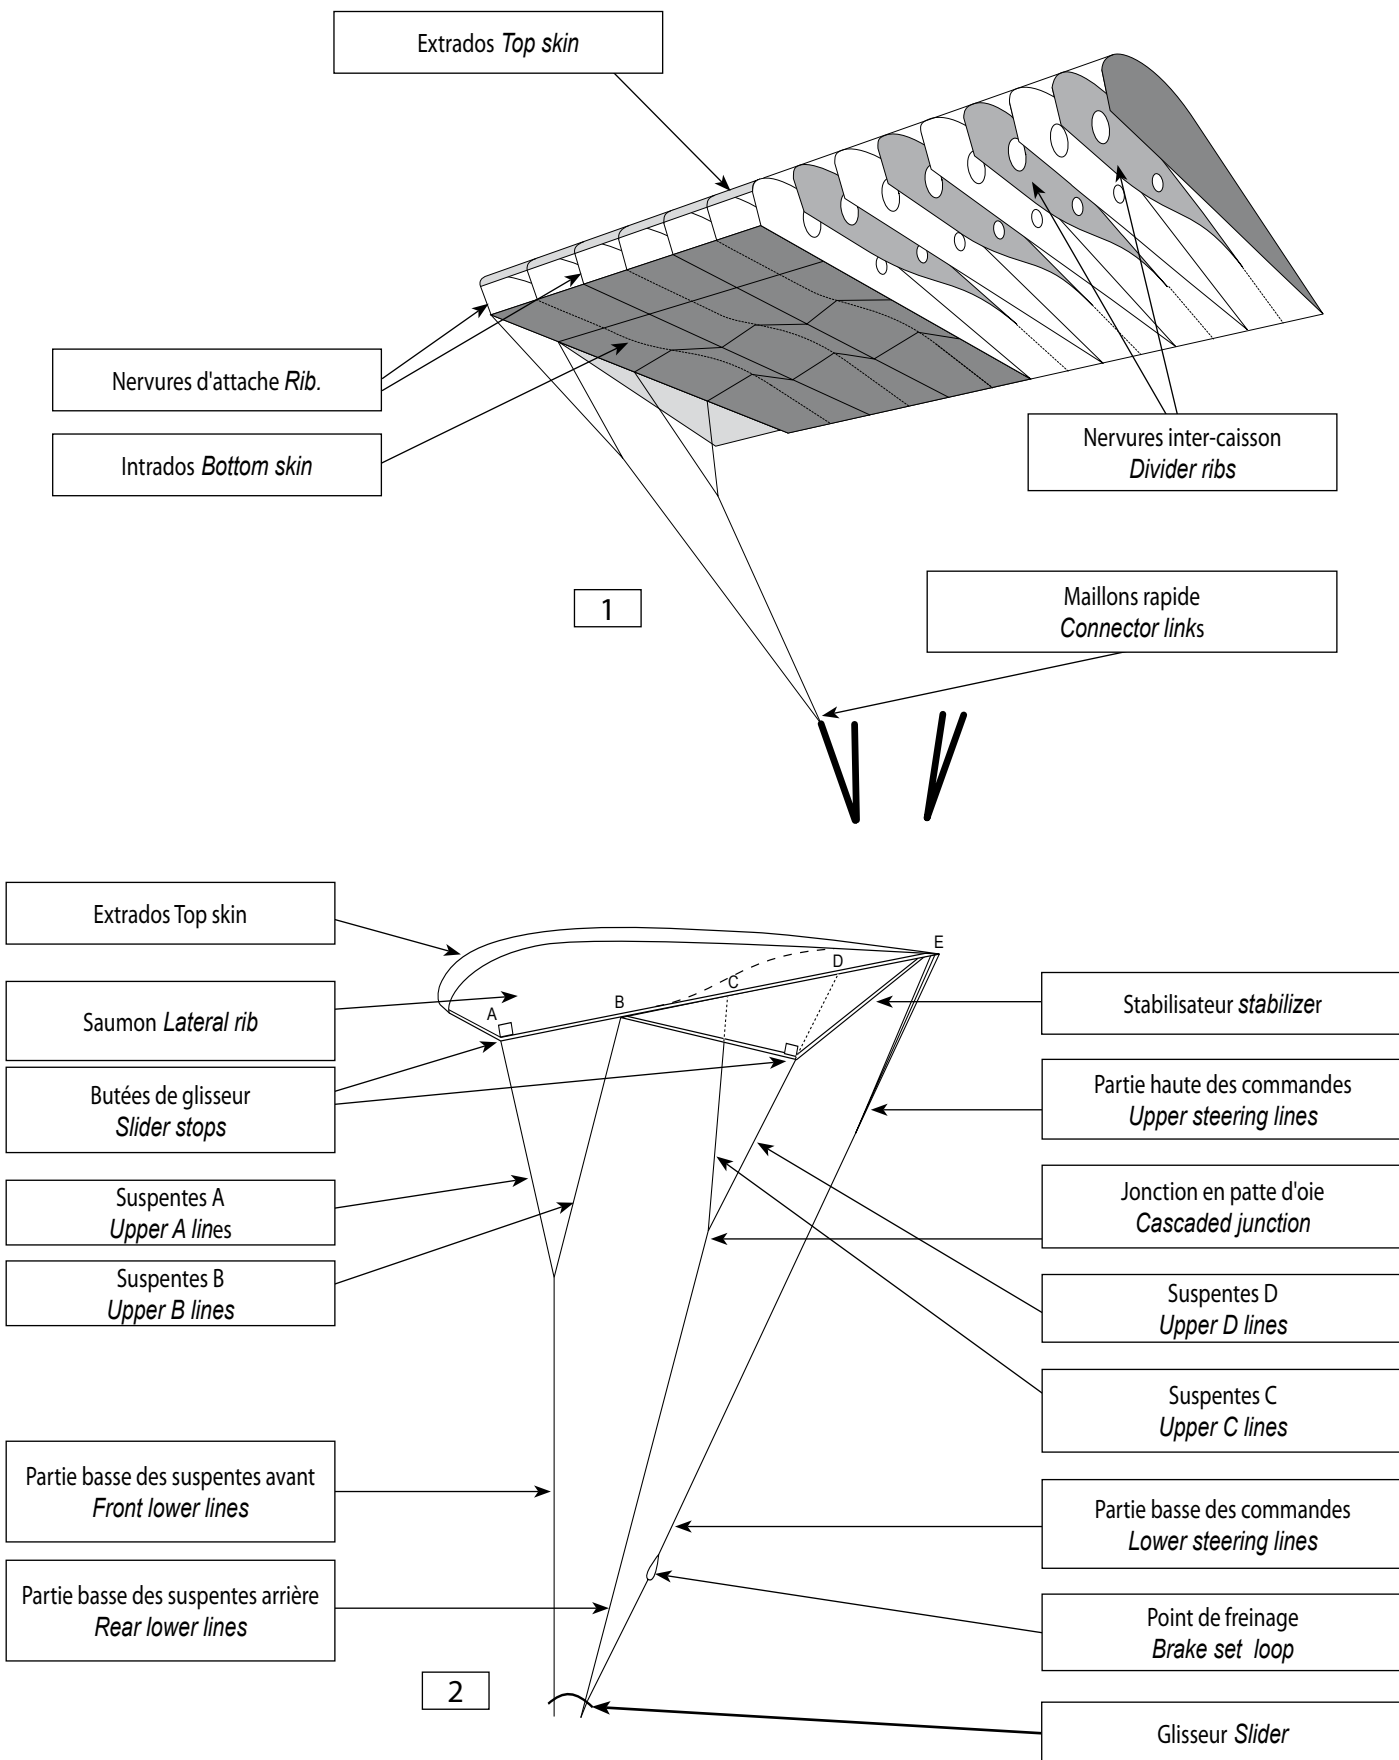 Extrados Top skin
Nervures d'attache Rib.
Intrados Bottom skin
Nervures inter-caisson
Divider ribs
1
Maillons rapide
Connector links
Extrados Top skin
Saumon Lateral rib
Butées de glisseur
Slider stops
Suspentes A
Upper A lines
Suspentes B
Upper B lines
Partie basse des suspentes avant
Front lower lines
Partie basse des suspentes arrière
Rear lower lines
A
B
C
D
E
2
Stabilisateur stabilizer
Partie haute des commandes
Upper steering lines
Jonction en patte d'oie
Cascaded junction
Suspentes D
Upper D lines
Suspentes C
Upper C lines
Partie basse des commandes
Lower steering lines
Point de freinage
Brake set loop
Glisseur Slider